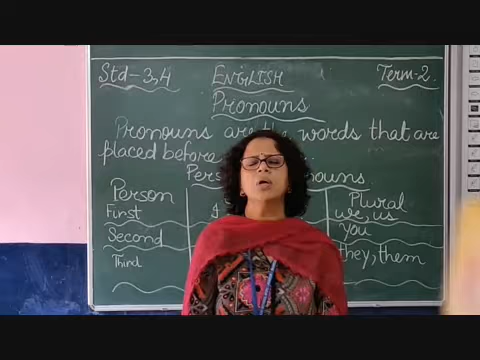 Std-3,4 ENGLISH Term-2.
Pronouns
Pronouns are the words that are
placed before
Person Plural
First I we, us
Second You
Third they, them